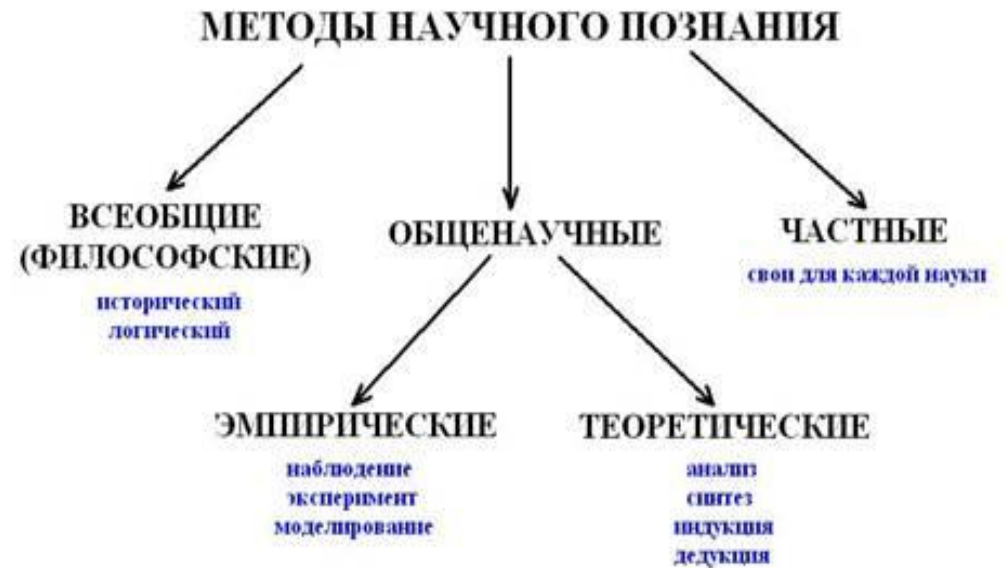 МЕТОДЫ НАУЧНОГО ПОЗНАНИЯ
ВСЕОБЩИЕ
(ФИЛОСОФСКИЕ)
исторический
логический
ОБЩЕНАУЧНЫЕ
ЧАСТНЫЕ
свои для каждой науки
ЭМПИРИЧЕСКИЕ
наблюдение
эксперимент
моделирование
ТЕОРЕТИЧЕСКИЕ
анализ
синтез
индукция
дедукция